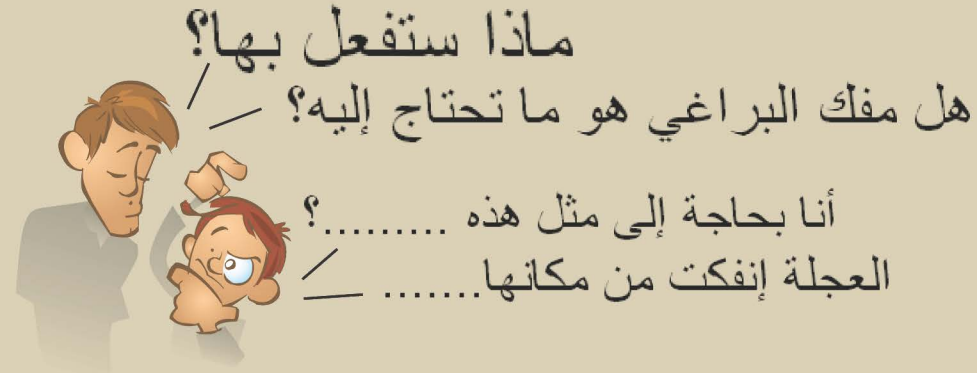 ماذا ستفعل بها؟
هل مفك البراغي هو ما تحتاج إليه؟
أنا بحاجة إلى مثل هذه .........؟
العجلة إنفكت من مكانها.......